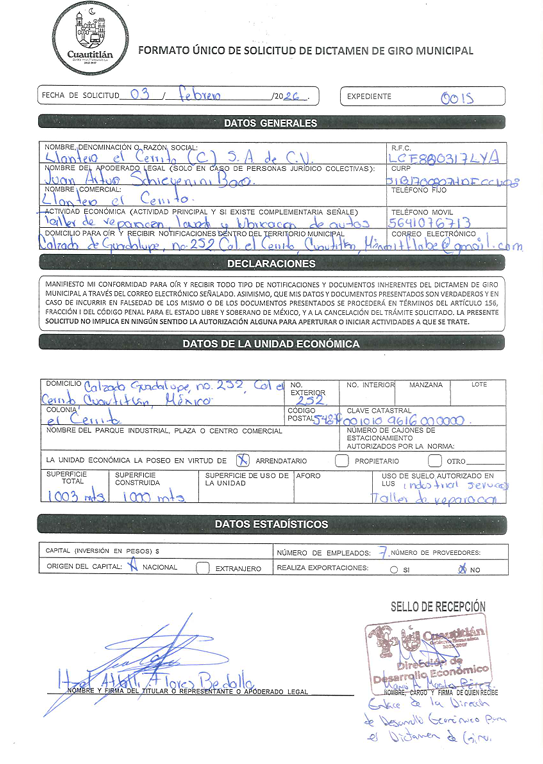 Cuautitlán
FORMATO ÚNICO DE SOLICITUD DE DICTAMEN DE GIRO MUNICIPAL
FECHA DE SOLICITUD 03 / febrero /2026.
EXPEDIENTE 0015
DATOS GENERALES
NOMBRE, DENOMINACIÓN O RAZÓN SOCIAL: R.F.C.
Llantera el Cerrito (C) S.A de C.V. LCE880317LYA
NOMBRE DEL APODERADO LEGAL (SOLO EN CASO DE PERSONAS JURÍDICO COLECTIVAS): CURP
Juan Artur
NOMBRE COMERCIAL: TELÉFONO FIJO
Llantera el Cerrito.
ACTIVIDAD ECONÓMICA (ACTIVIDAD PRINCIPAL Y SI EXISTE COMPLEMENTARIA SEÑALE) TELÉFONO MOVIL
Taller de reparacion lavado y lubricacion de autos 5641076713
DOMICILIO PARA O/R Y RECIBIR NOTIFICACIONES DENTRO DEL TERRITORIO MUNICIPAL CORREO ELECTRÓNICO
Calzada de Guadalupe, no. 252 Col. el Cerrito, Cuautitlán, @gmail.com
DECLARACIONES
MANIFIESTO MI CONFORMIDAD PARA O/R Y RECIBIR TODO TIPO DE NOTIFICACIONES Y DOCUMENTOS INHERENTES DEL DICTAMEN DE GIRO
MUNICIPAL A TRAVÉS DEL CORREO ELECTRÓNICO SEÑALADO. ASIMISMO, QUE MIS DATOS Y DOCUMENTOS PRESENTADOS SON VERDADEROS Y EN
CASO DE INCURRIR EN FALSEDAD DE LOS MISMO O DE LOS DOCUMENTOS PRESENTADOS SE PROCEDERÁ EN TÉRMINOS DEL ARTÍCULO 156,
FRACCIÓN I DEL CÓDIGO PENAL PARA EL ESTADO LIBRE Y SOBERANO DE MÉXICO, Y A LA CANCELACIÓN DEL TRÁMITE SOLICITADO. LA PRESENTE
SOLICITUD NO IMPLICA EN NINGÚN SENTIDO LA AUTORIZACIÓN ALGUNA PARA APERTURAR O INICIAR ACTIVIDADES A QUE SE TRATE.
DATOS DE LA UNIDAD ECONÓMICA
DOMICILIO Calzada Guadalupe, no. 252, Col el NO. EXTERIOR 252 NO. INTERIOR MANZANA LOTE
Cerrito Cuautitlán, México
COLONIA el Cerrito CÓDIGO POSTAL CLAVE CATASTRAL
NOMBRE DEL PARQUE INDUSTRIAL, PLAZA O CENTRO COMERCIAL NÚMERO DE CAJONES DE ESTACIONAMIENTO AUTORIZADOS POR LA NORMA:
LA UNIDAD ECONÓMICA LA POSEO EN VIRTUD DE X ARRENDATARIO PROPIETARIO OTRO
SUPERFICIE TOTAL SUPERFICIE CONSTRUIDA SUPERFICIE DE USO DE LA UNIDAD AFORO USO DE SUELO AUTORIZADO EN LUS industrial
1003 mts 1000 mts Taller de reparacion
DATOS ESTADÍSTICOS
CAPITAL (INVERSIÓN EN PESOS) $ NÚMERO DE EMPLEADOS: 7. NÚMERO DE PROVEEDORES:
ORIGEN DEL CAPITAL: X NACIONAL EXTRANJERO REALIZA EXPORTACIONES: SI X NO
SELLO DE RECEPCIÓN
Cuautitlán
Dirección de
Desarrollo Económico
Itzel Flores Bedolla
NOMBRE Y FIRMA DEL TITULAR O REPRESENTANTE O APODERADO LEGAL
NOMBRE, CARGO Y FIRMA DE QUIEN RECIBE
Enlace de la Dirección
de Desarrollo Económico para
el Dictamen de Giro.